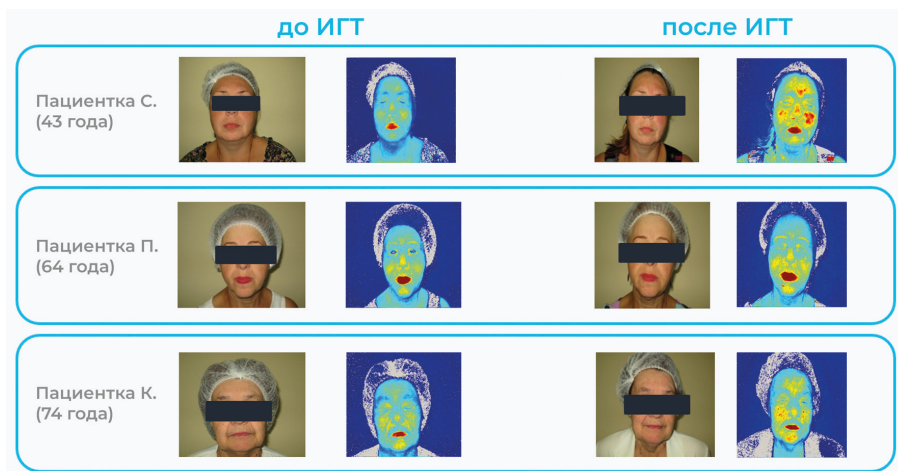 до ИГТ
после ИГТ
Пациентка С.
(43 года)
Пациентка П.
(64 года)
Пациентка К.
(74 года)